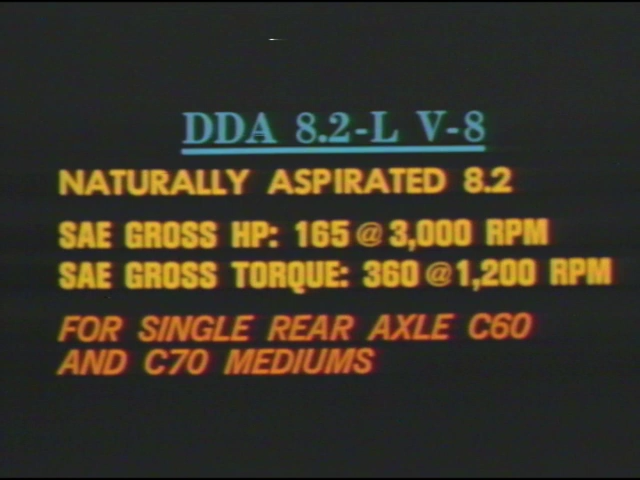 DDA 8.2-L V-8
NATURALLY ASPIRATED 8.2
SAE GROSS HP: 165 @ 3,000 RPM
SAE GROSS TORQUE: 360 @ 1,200 RPM
FOR SINGLE REAR AXLE C60
AND C70 MEDIUMS